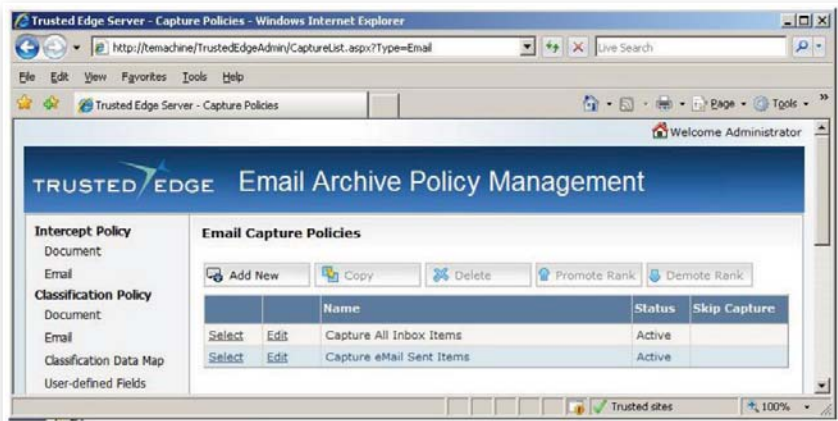 Trusted Edge Server - Capture Policies - Windows Internet Explorer
http://temachine/TrustedEdgeAdmin/CaptureList.aspx?Type=Email
Live Search
File Edit View Favorites Tools Help
Trusted Edge Server - Capture Policies
Page Tools
Welcome Administrator
TRUSTED EDGE Email Archive Policy Management
Intercept Policy
Document
Email
Classification Policy
Document
Email
Classification Data Map
User-defined Fields
Email Capture Policies
Add New Copy Delete Promote Rank Demote Rank
Name Status Skip Capture
Select Edit Capture All Inbox Items Active
Select Edit Capture eMail Sent Items Active
Trusted sites 100%